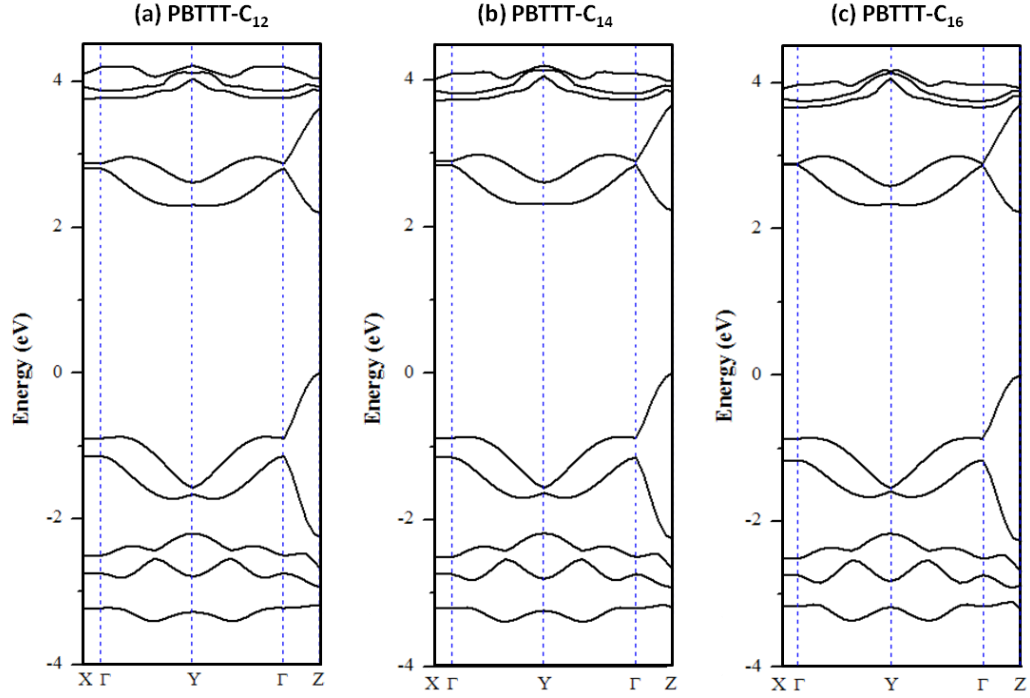 (a) PBTTT-C12
(b) PBTTT-C14
(c) PBTTT-C16
Energy (eV)
4
2
0
-2
-4
X Γ Y Γ Z
Energy (eV)
4
2
0
-2
-4
X Γ Y Γ Z
Energy (eV)
4
2
0
-2
-4
X Γ Y Γ Z